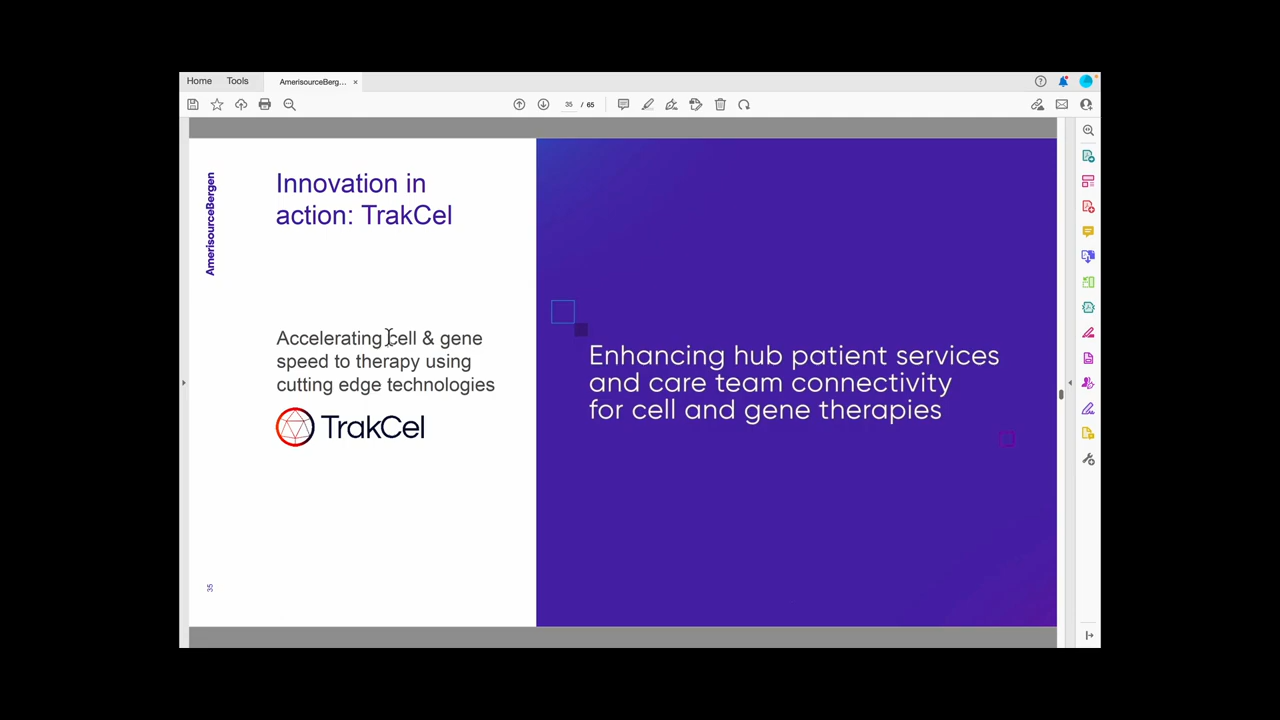 Home
Tools
AmerisourceBerg...
×
35 / 65
AmerisourceBergen
Innovation in
action: TrakCel
Accelerating cell & gene
speed to therapy using
cutting edge technologies
TrakCel
35
Enhancing hub patient services
and care team connectivity
for cell and gene therapies